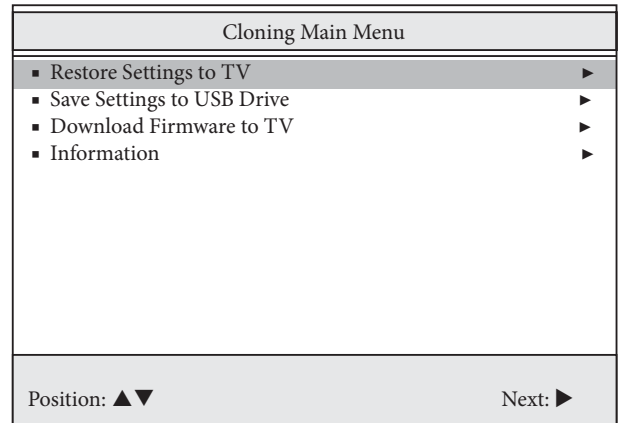 Cloning Main Menu
▪ Restore Settings to TV ►
▪ Save Settings to USB Drive ►
▪ Download Firmware to TV ►
▪ Information ►
Position: ▲▼ Next: ►